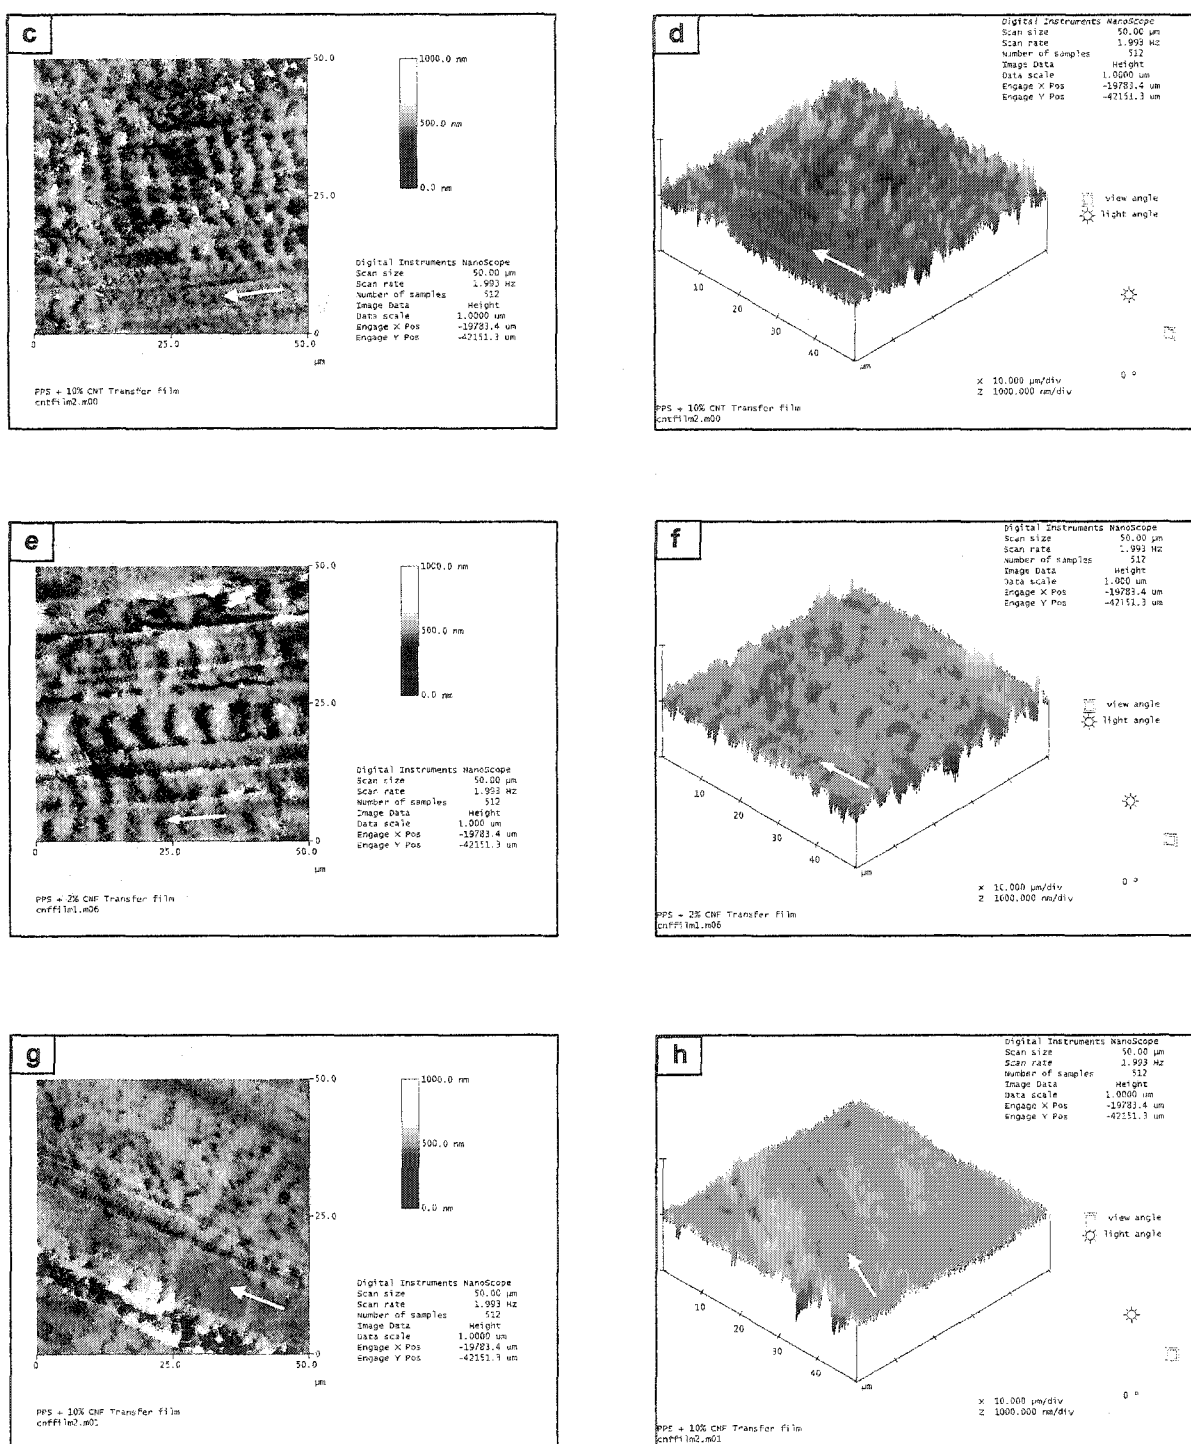 c
1000.0 nm
500.0 nm
0.0 nm
50.0
25.0
0
0
25.0
50.0
µm
Digital Instruments NanoScope
Scan size 50.00 µm
Scan rate 1.993 Hz
Number of samples 512
Image Data Height
Data scale 1.0000 um
Engage X Pos -19783.4 um
Engage Y Pos -42151.3 um
PPS + 10% CNT Transfer film
cntfilm2.m00
d
Digital Instruments NanoScope
Scan size 50.00 µm
Scan rate 1.993 Hz
Number of samples 512
Image Data Height
Data scale 1.0000 um
Engage X Pos -19783.4 um
Engage Y Pos -42151.3 um
view angle
light angle
10
20
30
40
µm
X 10.000 µm/div
Z 1000.000 nm/div
0 °
PPS + 10% CNT Transfer film
cntfilm2.m00
e
1000.0 nm
500.0 nm
0.0 nm
50.0
25.0
0
0
25.0
50.0
µm
Digital Instruments NanoScope
Scan size 50.00 µm
Scan rate 1.993 Hz
Number of samples 512
Image Data Height
Data scale 1.000 um
Engage X Pos -19783.4 um
Engage Y Pos -42151.3 um
PPS + 2% CNF Transfer film
cnffilm1.m06
f
Digital Instruments NanoScope
Scan size 50.00 µm
Scan rate 1.993 Hz
Number of samples 512
Image Data Height
Data scale 1.000 um
Engage X Pos -19783.4 um
Engage Y Pos -42151.3 um
view angle
light angle
10
20
30
40
µm
X 10.000 µm/div
Z 1000.000 nm/div
0 °
PPS + 2% CNF Transfer film
cnffilm1.m06
g
1000.0 nm
500.0 nm
0.0 nm
50.0
25.0
0
0
25.0
50.0
µm
Digital Instruments NanoScope
Scan size 50.00 µm
Scan rate 1.993 Hz
Number of samples 512
Image Data Height
Data scale 1.0000 um
Engage X Pos -19783.4 um
Engage Y Pos -42151.3 um
PPS + 10% CNF Transfer film
cnffilm2.m01
h
Digital Instruments NanoScope
Scan size 50.00 µm
Scan rate 1.993 Hz
Number of samples 512
Image Data Height
Data scale 1.0000 um
Engage X Pos -19783.4 um
Engage Y Pos -42151.3 um
view angle
light angle
10
20
30
40
µm
X 10.000 µm/div
Z 1000.000 nm/div
0 °
PPS + 10% CNF Transfer film
cnffilm2.m01